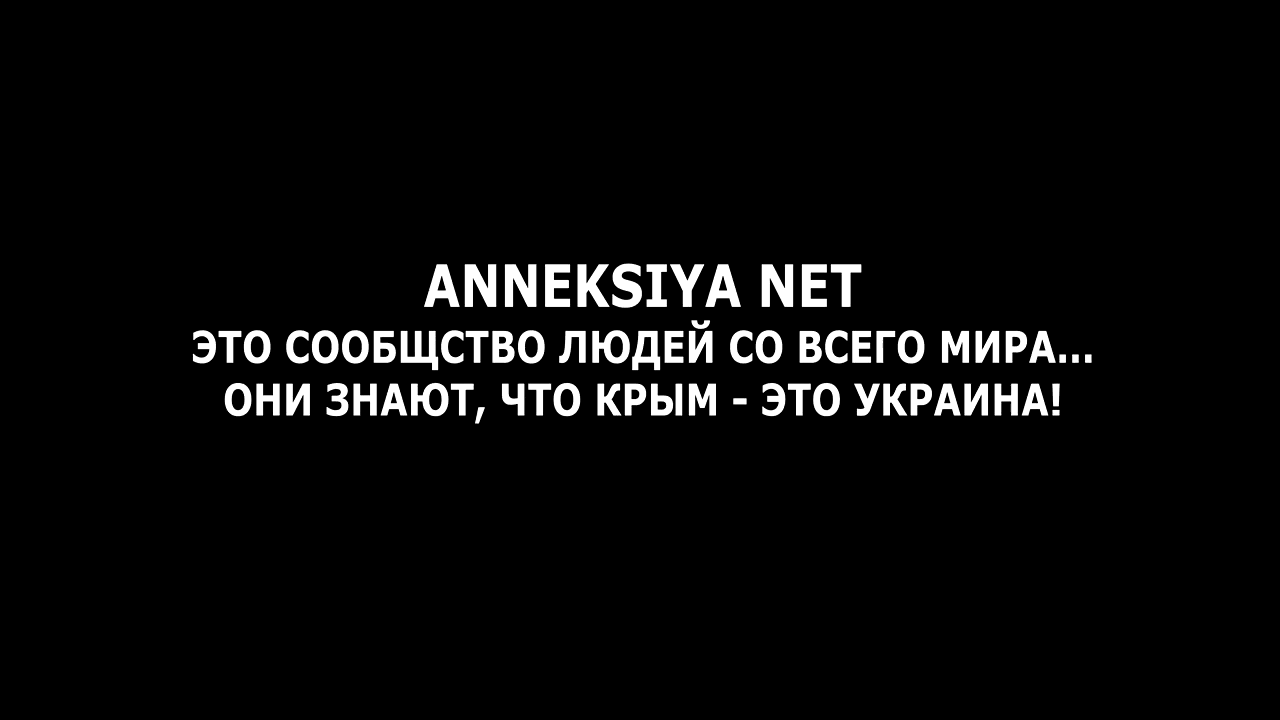 ANNEKSIYA NET
ЭТО СООБЩСТВО ЛЮДЕЙ СО ВСЕГО МИРА...
ОНИ ЗНАЮТ, ЧТО КРЫМ - ЭТО УКРАИНА!